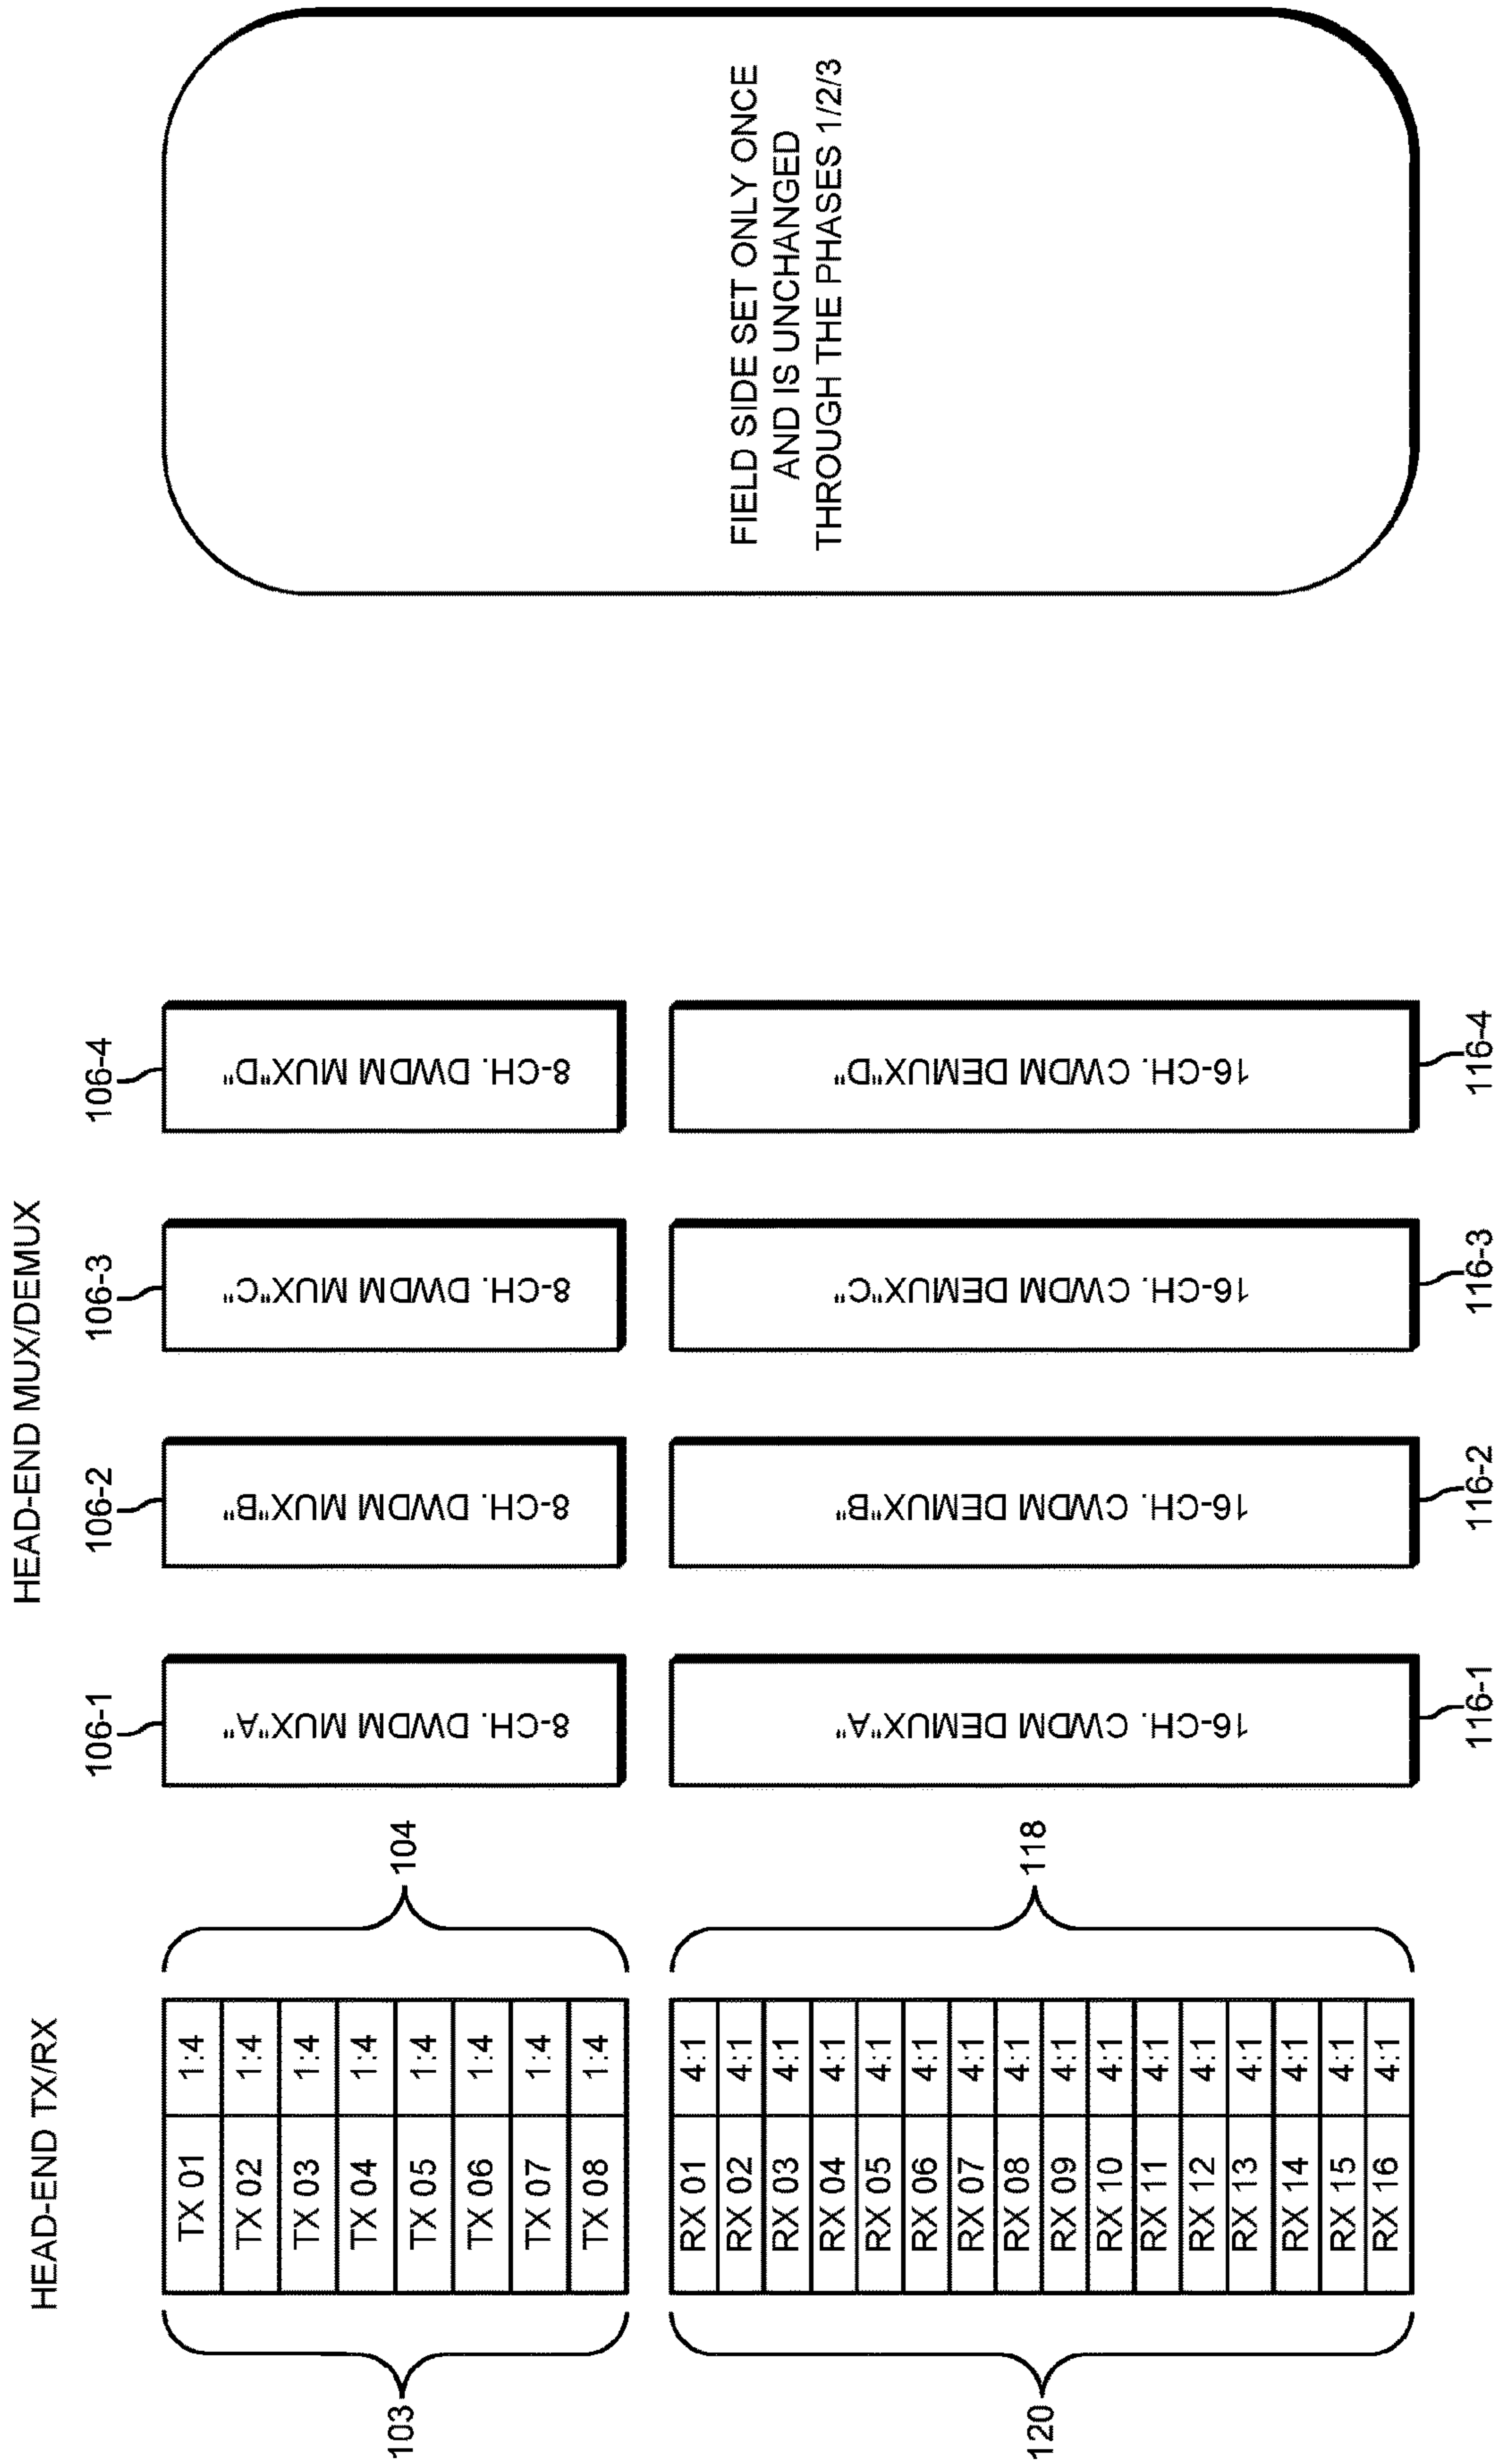 HEAD-END TX/RX
HEAD-END MUX/DEMUX
103
TX 01 1:4
TX 02 1:4
TX 03 1:4
TX 04 1:4
TX 05 1:4
TX 06 1:4
TX 07 1:4
TX 08 1:4
104
106-1
8-CH. DWDM MUX"A"
106-2
8-CH. DWDM MUX"B"
106-3
8-CH. DWDM MUX"C"
106-4
8-CH. DWDM MUX"D"
120
RX 01 4:1
RX 02 4:1
RX 03 4:1
RX 04 4:1
RX 05 4:1
RX 06 4:1
RX 07 4:1
RX 08 4:1
RX 09 4:1
RX 10 4:1
RX 11 4:1
RX 12 4:1
RX 13 4:1
RX 14 4:1
RX 15 4:1
RX 16 4:1
118
16-CH. CWDM DEMUX"A"
116-1
16-CH. CWDM DEMUX"B"
116-2
16-CH. CWDM DEMUX"C"
116-3
16-CH. CWDM DEMUX"D"
116-4
FIELD SIDE SET ONLY ONCE
AND IS UNCHANGED
THROUGH THE PHASES 1/2/3